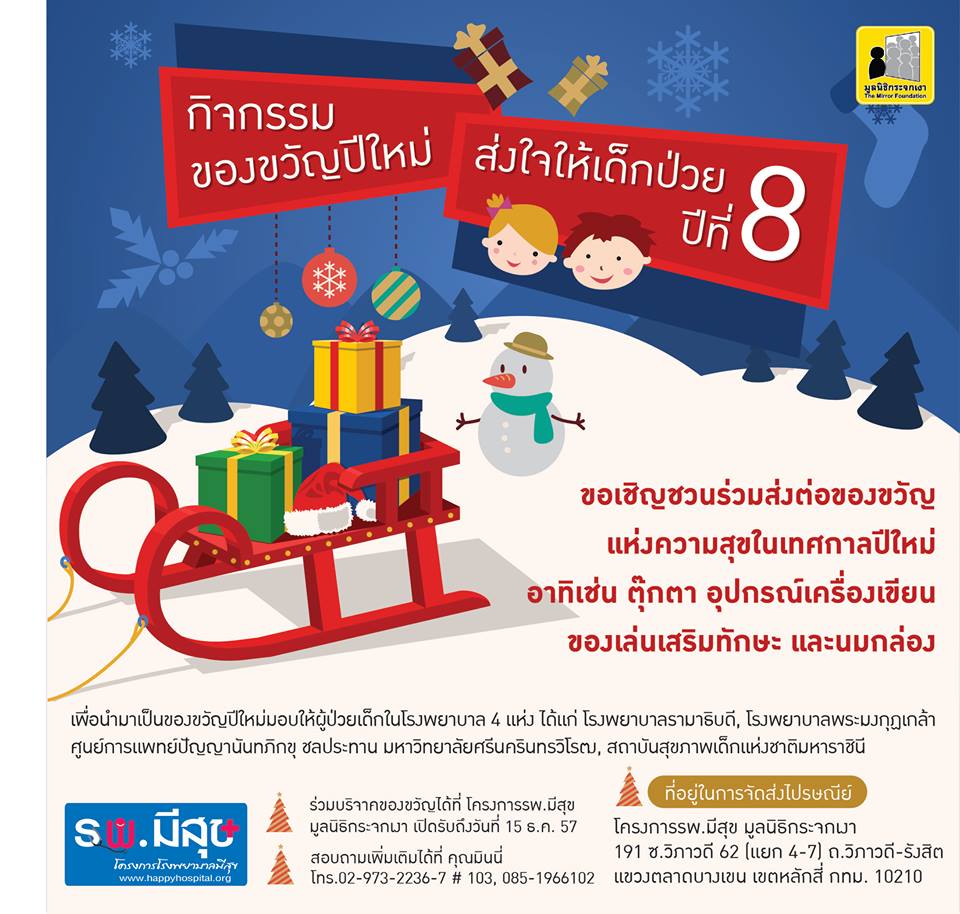 มูลนิธิกระจกเงา
The Mirror Foundation
กิจกรรม
ของขวัญปีใหม่
ส่งใจให้เด็กป่วย
ปีที่ 8
ขอเชิญชวนร่วมส่งต่อของขวัญ
แห่งความสุขในเทศกาลปีใหม่
อาทิเช่น ตุ๊กตา อุปกรณ์เครื่องเขียน
ของเล่นเสริมทักษะ และนมกล่อง
เพื่อนำมาเป็นของขวัญปีใหม่มอบให้ผู้ป่วยเด็กในโรงพยาบาล 4 แห่ง ได้แก่ โรงพยาบาลรามาธิบดี, โรงพยาบาลพระมงกุฎเกล้า
ศูนย์การแพทย์ปัญญานันทภิกขุ ชลประทาน มหาวิทยาลัยศรีนครินทรวิโรฒ, สถาบันสุขภาพเด็กแห่งชาติมหาราชินี
รพ.มีสุข
โครงการโรงพยาบาลมีสุข
www.happyhospital.org
ร่วมบริจาคของขวัญได้ที่ โครงการรพ.มีสุข
มูลนิธิกระจกเงา เปิดรับถึงวันที่ 15 ธ.ค. 57
สอบถามเพิ่มเติมได้ที่ คุณมินนี่
โทร.02-973-2236-7 # 103, 085-1966102
ที่อยู่ในการจัดส่งไปรษณีย์
โครงการรพ.มีสุข มูลนิธิกระจกเงา
191 ซ.วิภาวดี 62 (แยก 4-7) ถ.วิภาวดี-รังสิต
แขวงตลาดบางเขน เขตหลักสี่ กทม. 10210